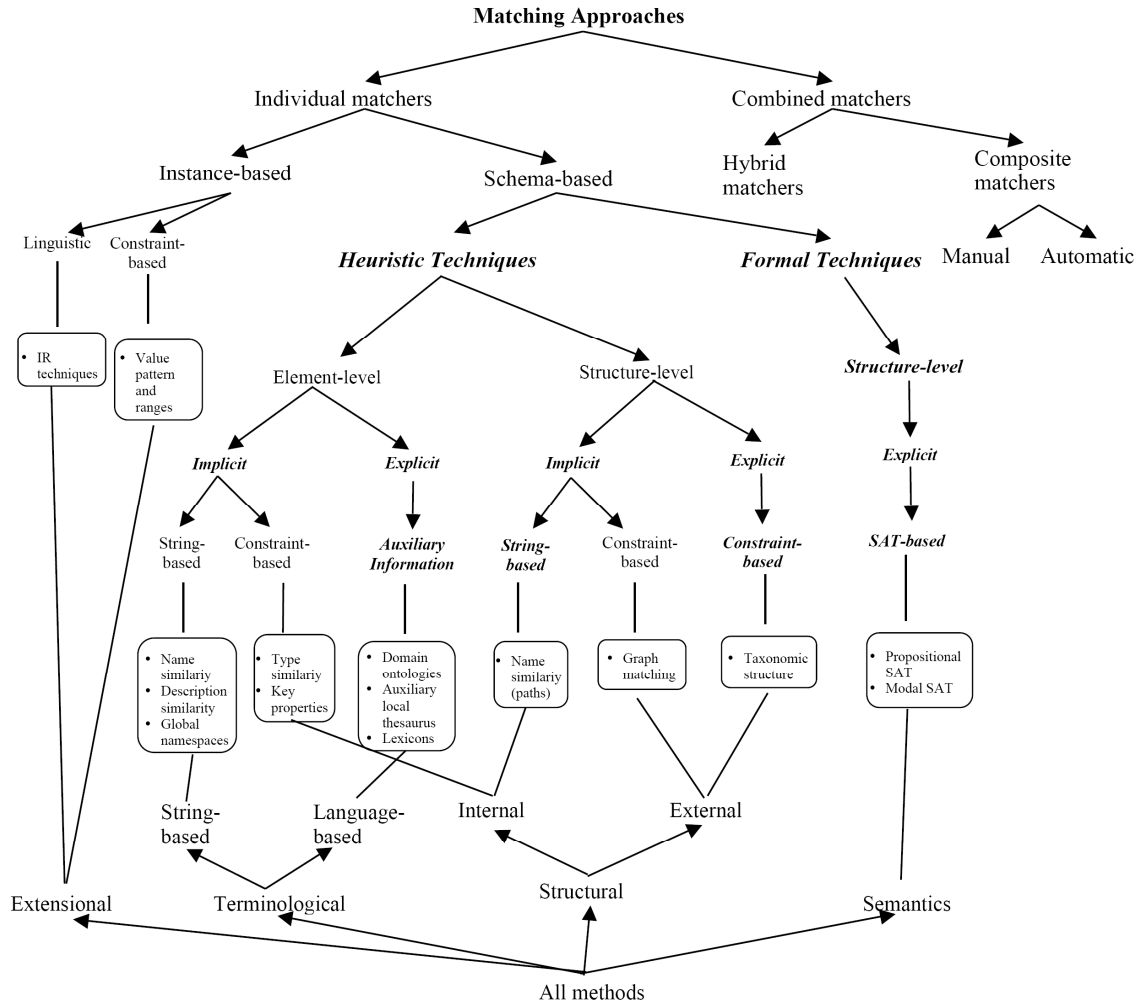 Matching Approaches
Individual matchers
Combined matchers
Instance-based
Schema-based
Hybrid
matchers
Composite
matchers
Linguistic
Constraint-
based
Heuristic Techniques
Formal Techniques
Manual
Automatic
• IR
techniques
• Value
pattern
and
ranges
Element-level
Structure-level
Structure-level
Implicit
Explicit
Implicit
Explicit
Explicit
String-
based
Constraint-
based
Auxiliary
Information
String-
based
Constraint-
based
Constraint-
based
SAT-based
• Name
similariy
• Description
similarity
• Global
namespaces
• Type
similariy
• Key
properties
• Domain
ontologies
• Auxiliary
local
thesaurus
• Lexicons
• Name
similariy
(paths)
• Graph
matching
• Taxonomic
structure
• Propositional
SAT
• Modal SAT
String-
based
Language-
based
Internal
External
Extensional
Terminological
Structural
Semantics
All methods